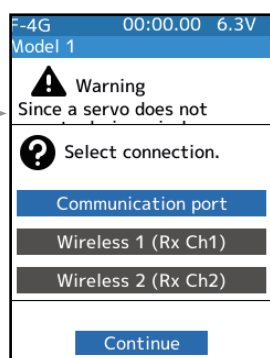 F-4G 00:00.00 6.3V
Model 1
Warning
Since a servo does not
Select connection.
Communication port
Wireless 1 (Rx Ch1)
Wireless 2 (Rx Ch2)
Continue